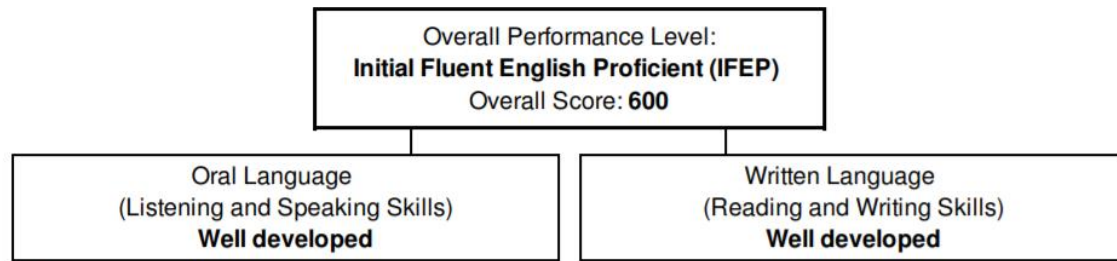 Overall Performance Level:
Initial Fluent English Proficient (IFEP)
Overall Score: 600
Oral Language
(Listening and Speaking Skills)
Well developed
Written Language
(Reading and Writing Skills)
Well developed